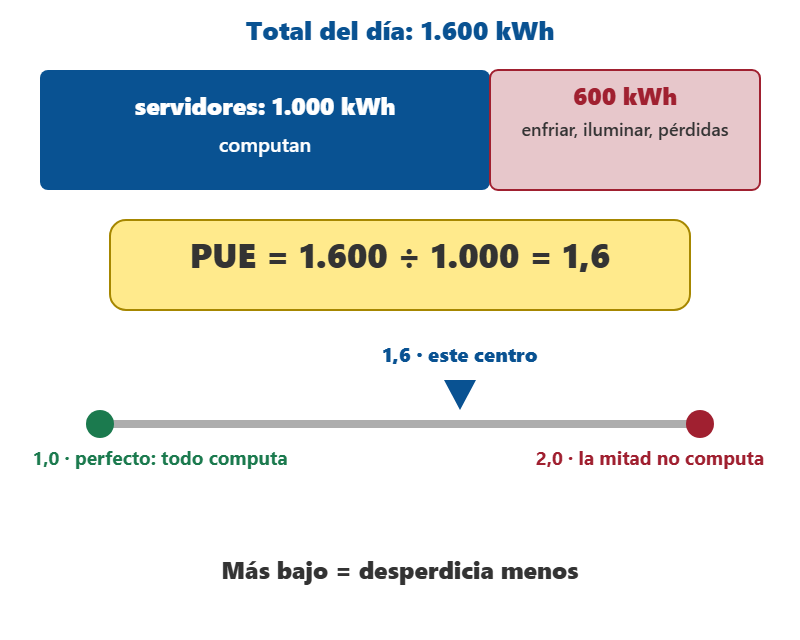 Total del día: 1.600 kWh
servidores: 1.000 kWh
computan
600 kWh
enfriar, iluminar, pérdidas
PUE = 1.600 ÷ 1.000 = 1,6
1,6 · este centro
1,0 · perfecto: todo computa
2,0 · la mitad no computa
Más bajo = desperdicia menos